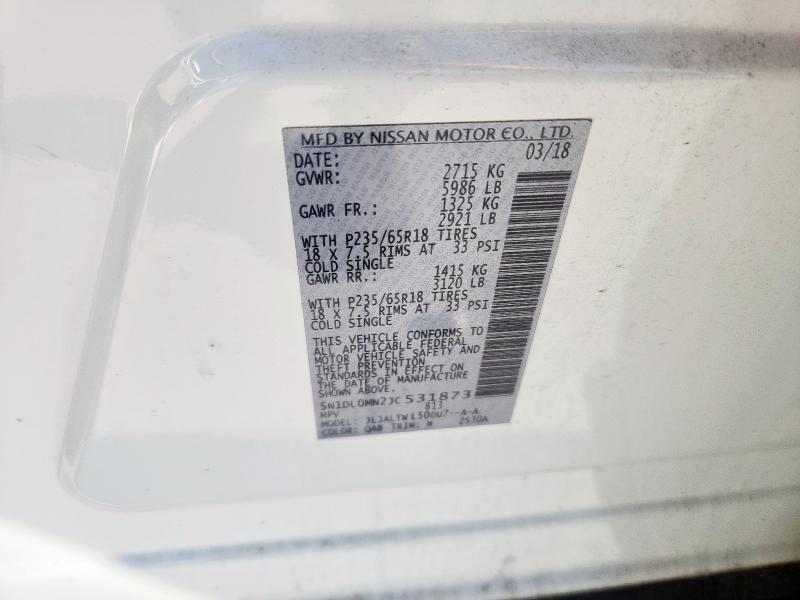 MFD BY NISSAN MOTOR CO., LTD.
DATE: 03/18
GVWR: 2715 KG
5986 LB
GAWR FR.: 1325 KG
2921 LB
WITH P235/65R18 TIRES
18 X 7.5 RIMS AT 33 PSI
COLD SINGLE
GAWR RR.: 1415 KG
3120 LB
WITH P235/65R18 TIRES
18 X 7.5 RIMS AT 33 PSI
COLD SINGLE
THIS VEHICLE CONFORMS TO
ALL APPLICABLE FEDERAL
MOTOR VEHICLE SAFETY AND
THEFT PREVENTION
STANDARDS IN EFFECT ON
THE DATE OF MANUFACTURE
SHOWN ABOVE.
5N1DL0MN2JC531873
MPV 813
MODEL:
COLOR: QAB TRIM: 2S30A